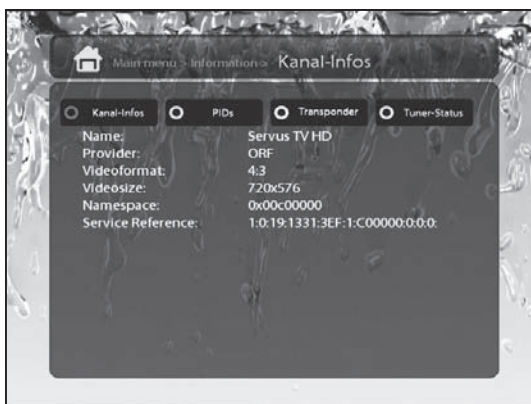 Main menu > Information > Kanal-Infos
Kanal-Infos PIDs Transponder Tuner-Status
Name: Servus TV HD
Provider: ORF
Videoformat: 4:3
Videosize: 720x576
Namespace: 0x00c00000
Service Reference: 1:0:19:1331:3EF:1:C00000:0:0:0: